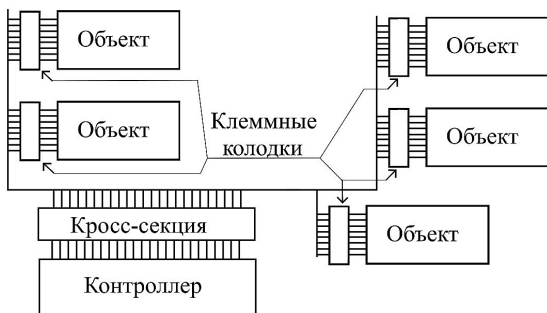 Объект
Объект
Объект
Объект
Клеммные
колодки
Кросс-секция
Объект
Контроллер